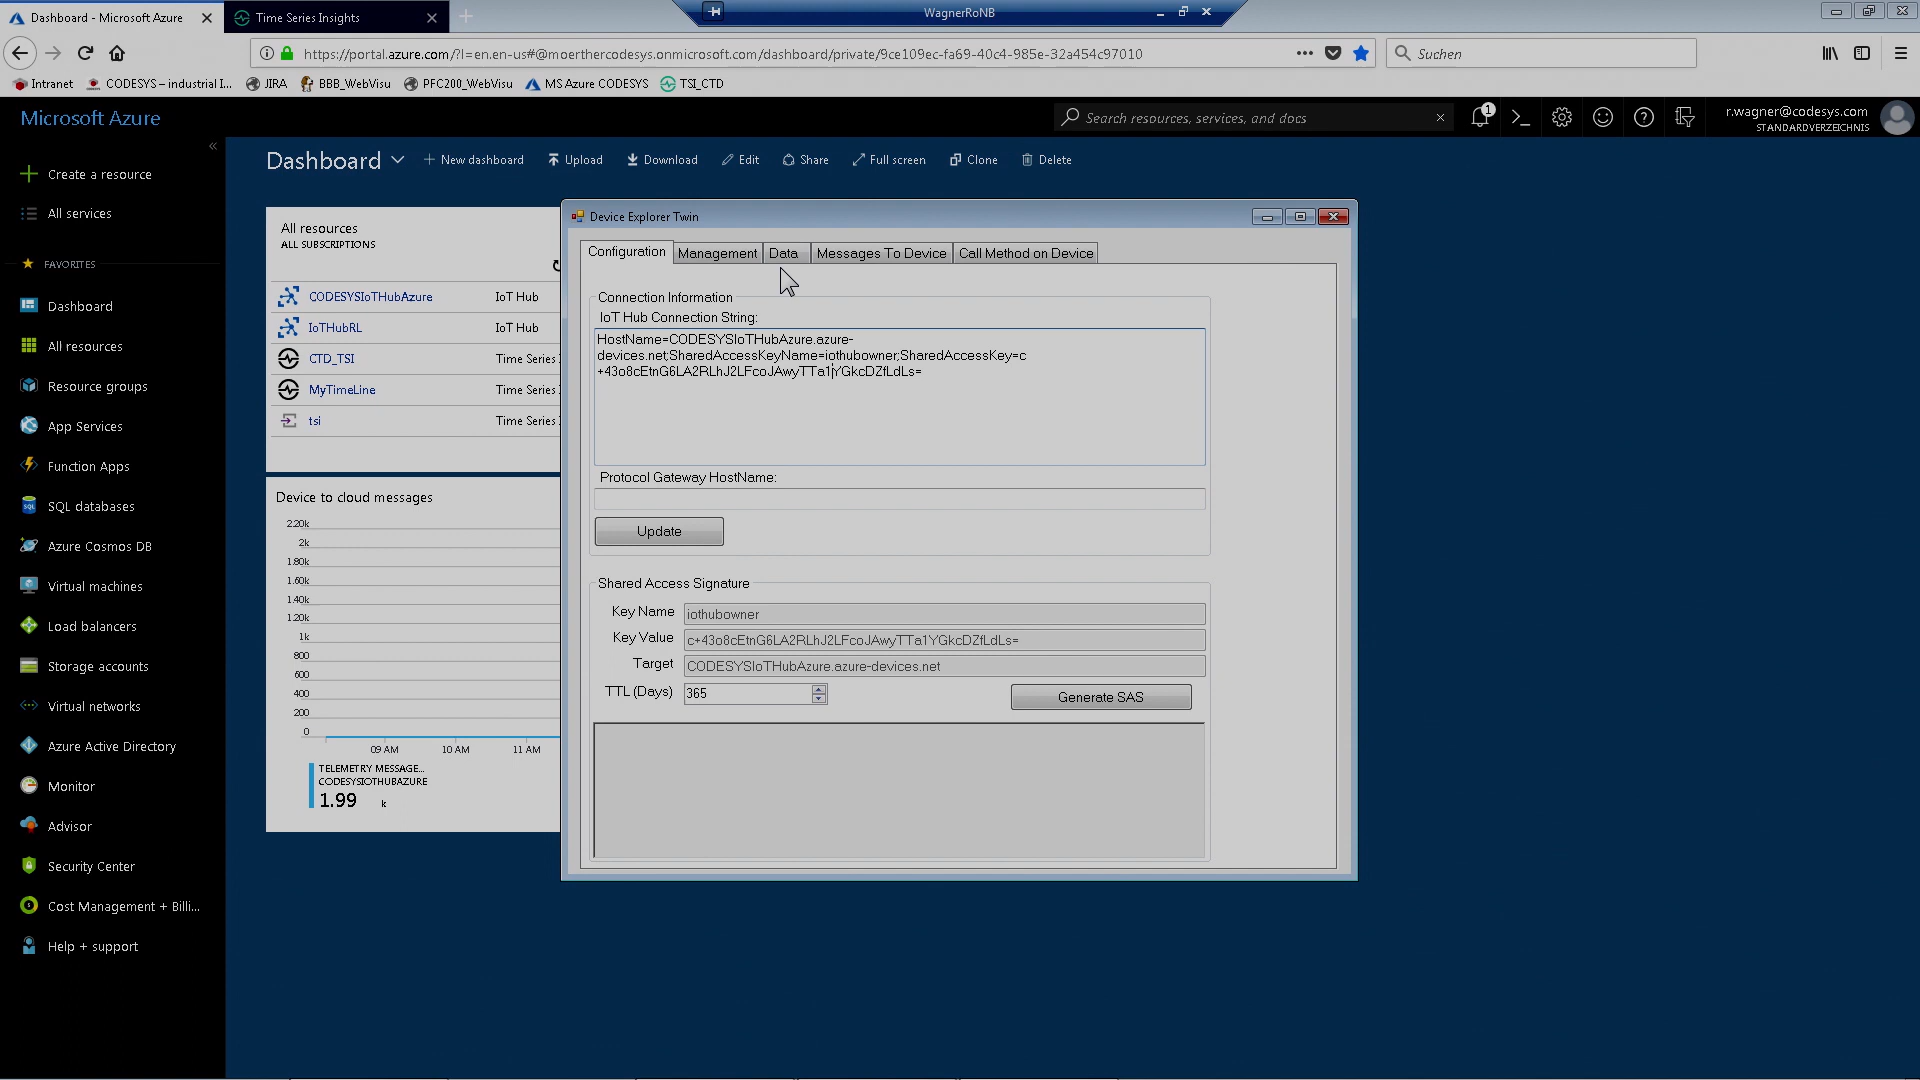 Dashboard - Microsoft Azure
Time Series Insights
WagnerRoNB
https://portal.azure.com/?l=en.en-us#@moerthercodesys.onmicrosoft.com/dashboard/private/9ce109ec-fa69-40c4-985e-32a454c97010
Suchen
Intranet
CODESYS – industrial I...
JIRA
BBB_WebVisu
PFC200_WebVisu
MS Azure CODESYS
TSI_CTD
Microsoft Azure
Search resources, services, and docs
1
r.wagner@codesys.com
STANDARDVERZEICHNIS
Create a resource
All services
FAVORITES
Dashboard
All resources
Resource groups
App Services
Function Apps
SQL databases
Azure Cosmos DB
Virtual machines
Load balancers
Storage accounts
Virtual networks
Azure Active Directory
Monitor
Advisor
Security Center
Cost Management + Billi...
Help + support
Dashboard
New dashboard
Upload
Download
Edit
Share
Full screen
Clone
Delete
All resources
ALL SUBSCRIPTIONS
CODESYSIoTHubAzure IoT Hub
IoTHubRL IoT Hub
CTD_TSI Time Series
MyTimeLine Time Series
tsi Time Series
Device to cloud messages
2.20k
2k
1.80k
1.60k
1.40k
1.20k
1k
800
600
400
200
0
09 AM 10 AM 11 AM
TELEMETRY MESSAGE...
CODESYSIOTHUBAZURE
1.99 k
Device Explorer Twin
Configuration
Management
Data
Messages To Device
Call Method on Device
Connection Information
IoT Hub Connection String:
HostName=CODESYSIoTHubAzure.azure-
devices.net;SharedAccessKeyName=iothubowner;SharedAccessKey=c
+43o8cEtnG6LA2RLhJ2LFcoJAwyTTa1YGkcDZfLdLs=
Protocol Gateway HostName:
Update
Shared Access Signature
Key Name iothubowner
Key Value c+43o8cEtnG6LA2RLhJ2LFcoJAwyTTa1YGkcDZfLdLs=
Target CODESYSIoTHubAzure.azure-devices.net
TTL (Days) 365
Generate SAS